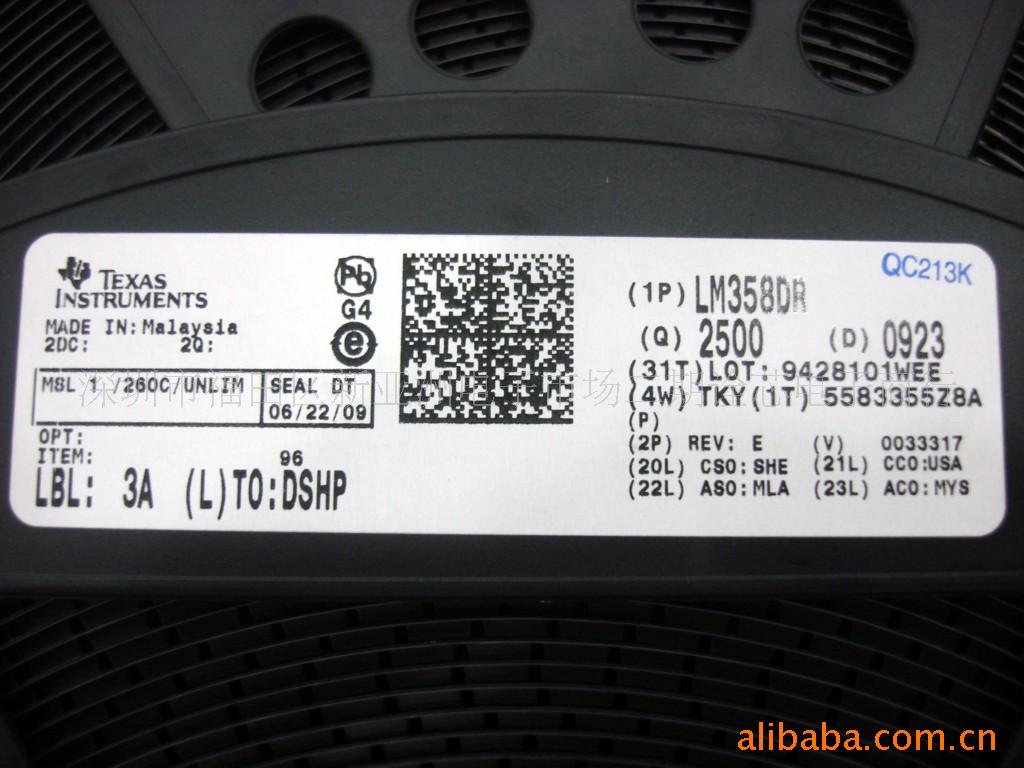 TEXAS
INSTRUMENTS
MADE IN: Malaysia
2DC: 2Q:
MSL 1 /260C/UNLIM
SEAL DT
06/22/09
OPT:
ITEM: 96
LBL: 3A (L)TO:DSHP
Pb
G4
e
QC213K
(1P) LM358DR
(Q) 2500 (D) 0923
(31T)LOT: 9428101WEE
(4W) TKY(1T) 5583355Z8A
(P)
(2P) REV: E (V) 0033317
(20L) CSO:SHE (21L) CCO:USA
(22L) ASO:MLA (23L) ACO:MYS
alibaba.com.cn